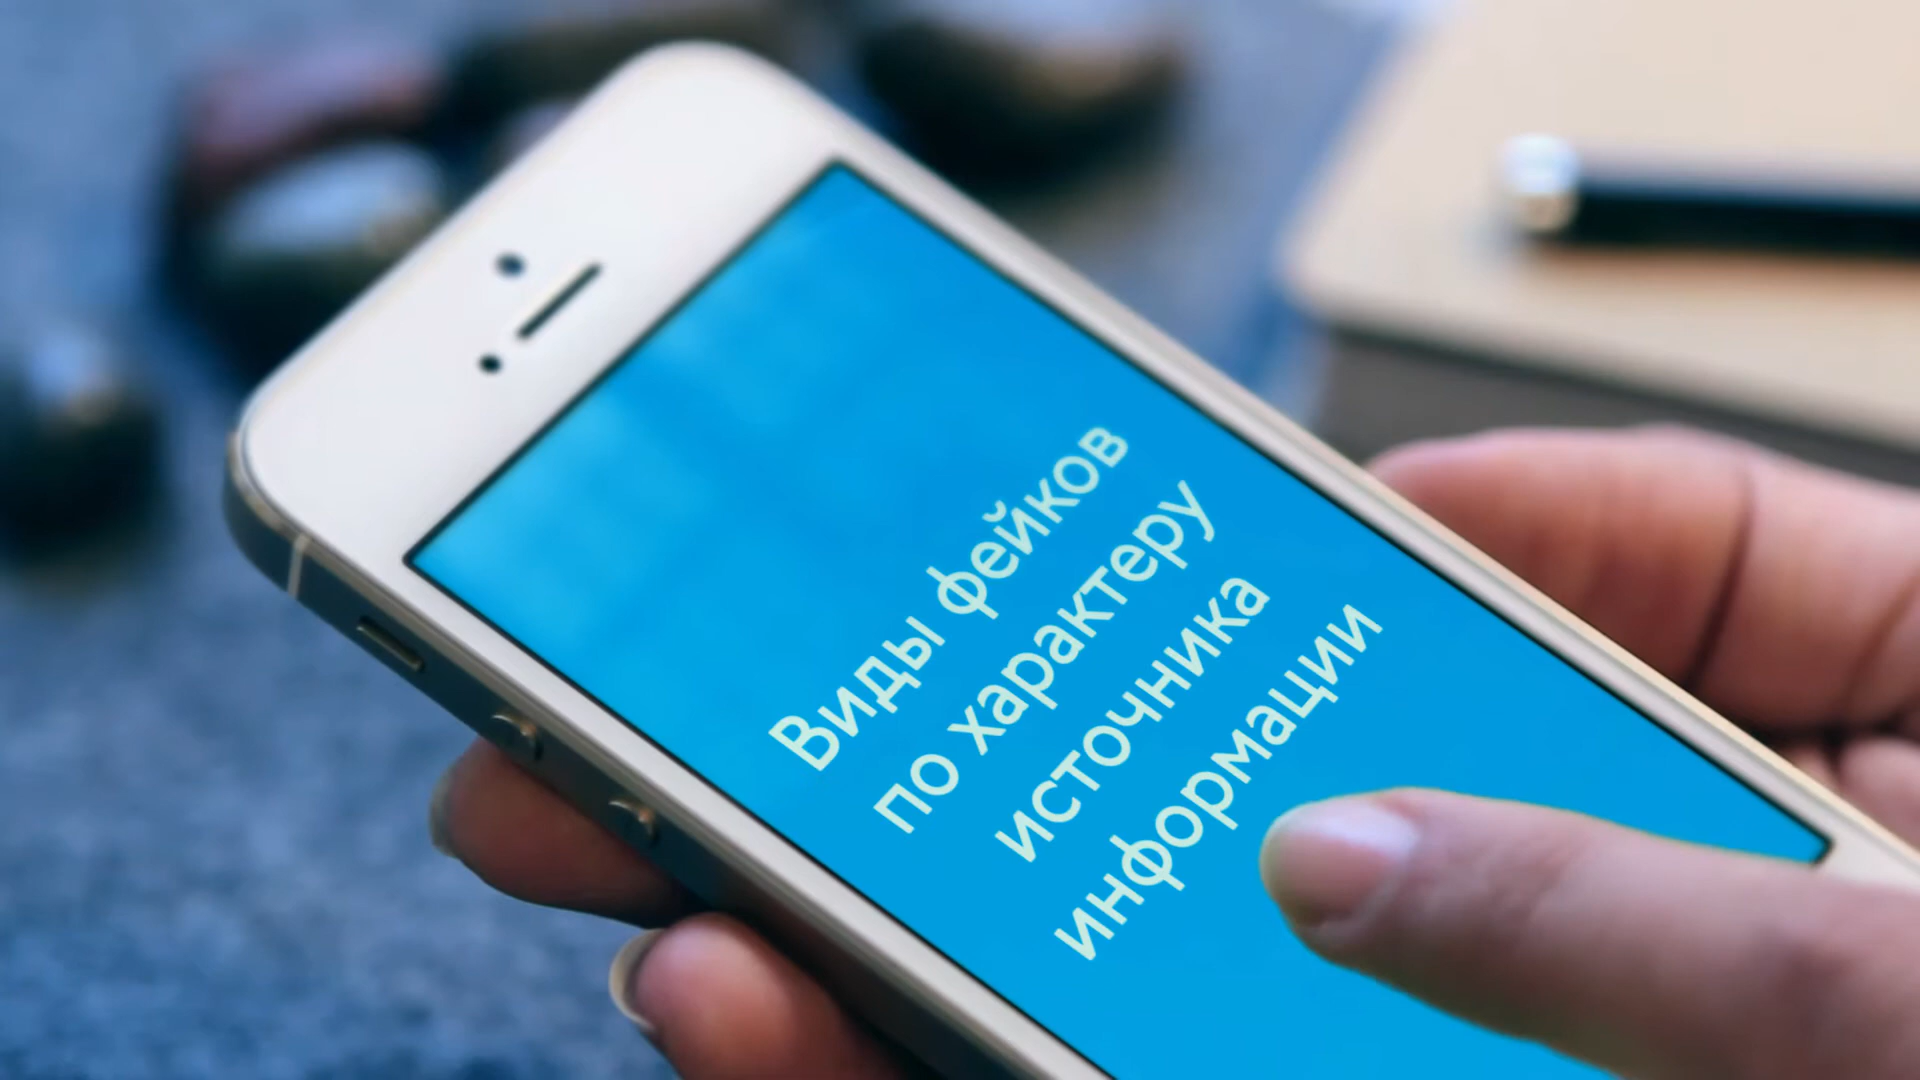 Виды фейков
по характеру
источника
информации